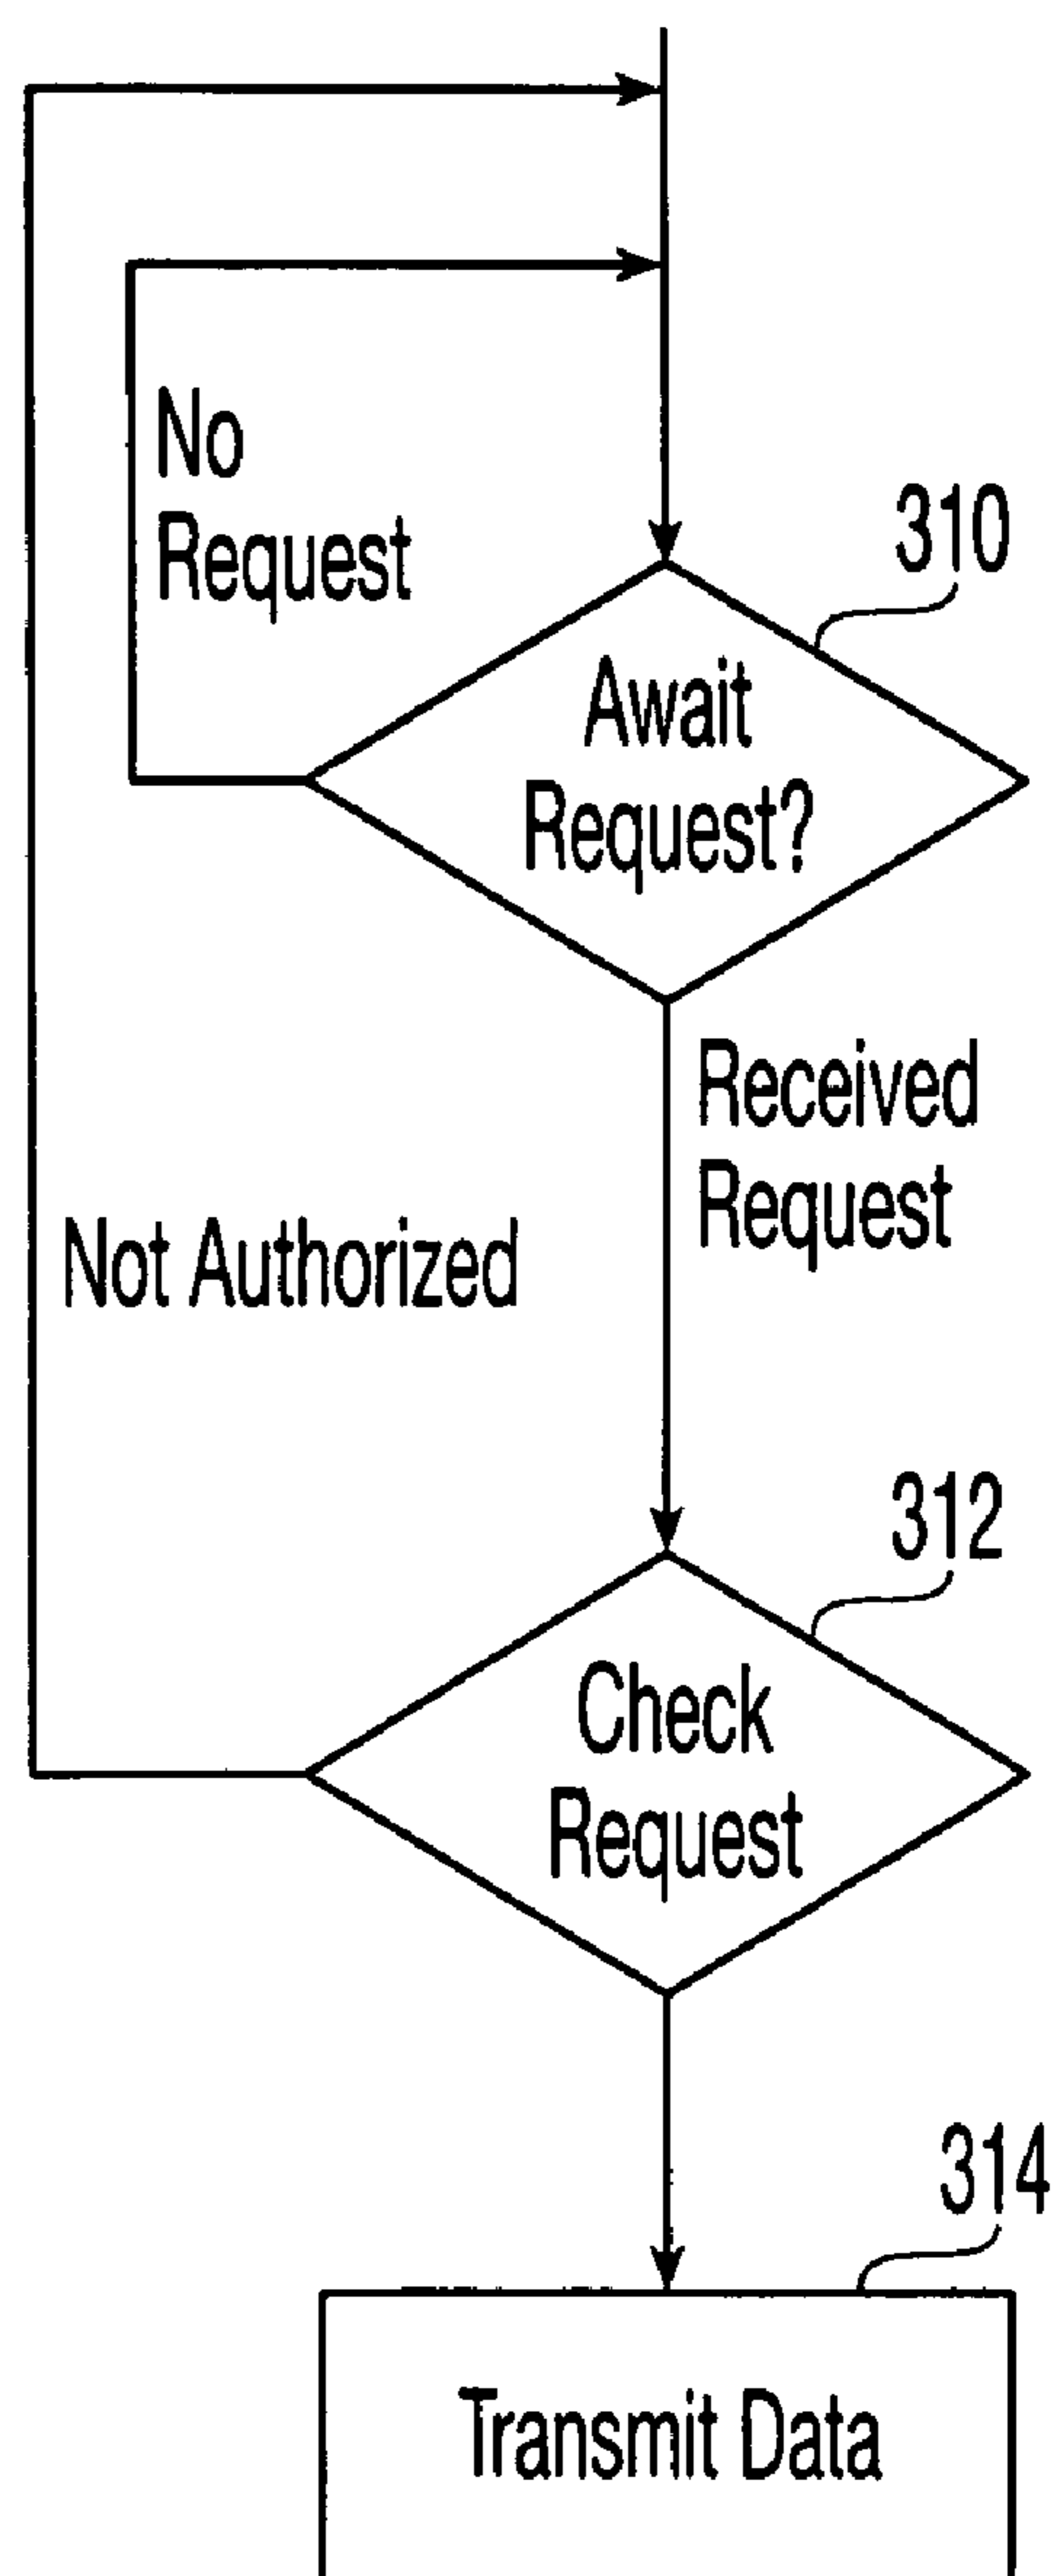 No
Request
310
Await
Request?
Received
Request
Not Authorized
312
Check
Request
314
Transmit Data